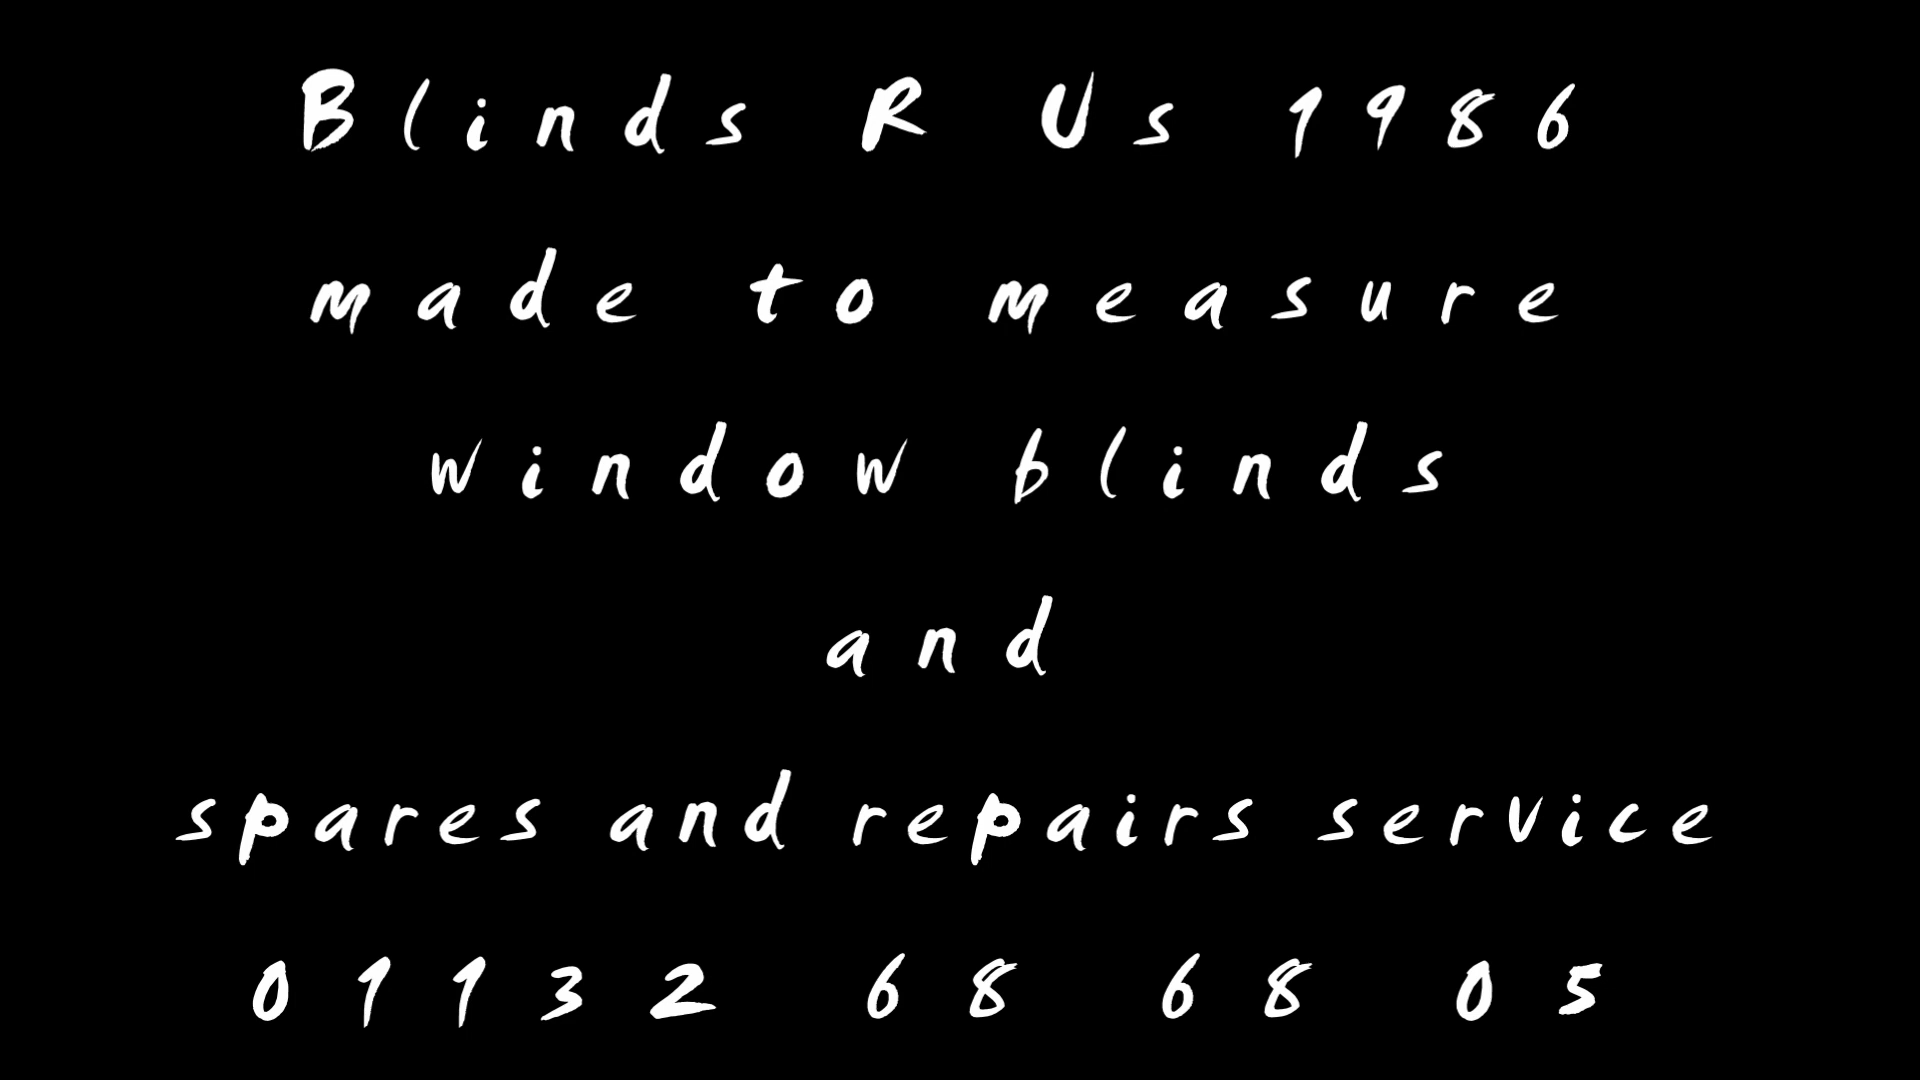 Blinds R Us 1986
made to measure
window blinds
and
spares and repairs service
01132 68 68 05